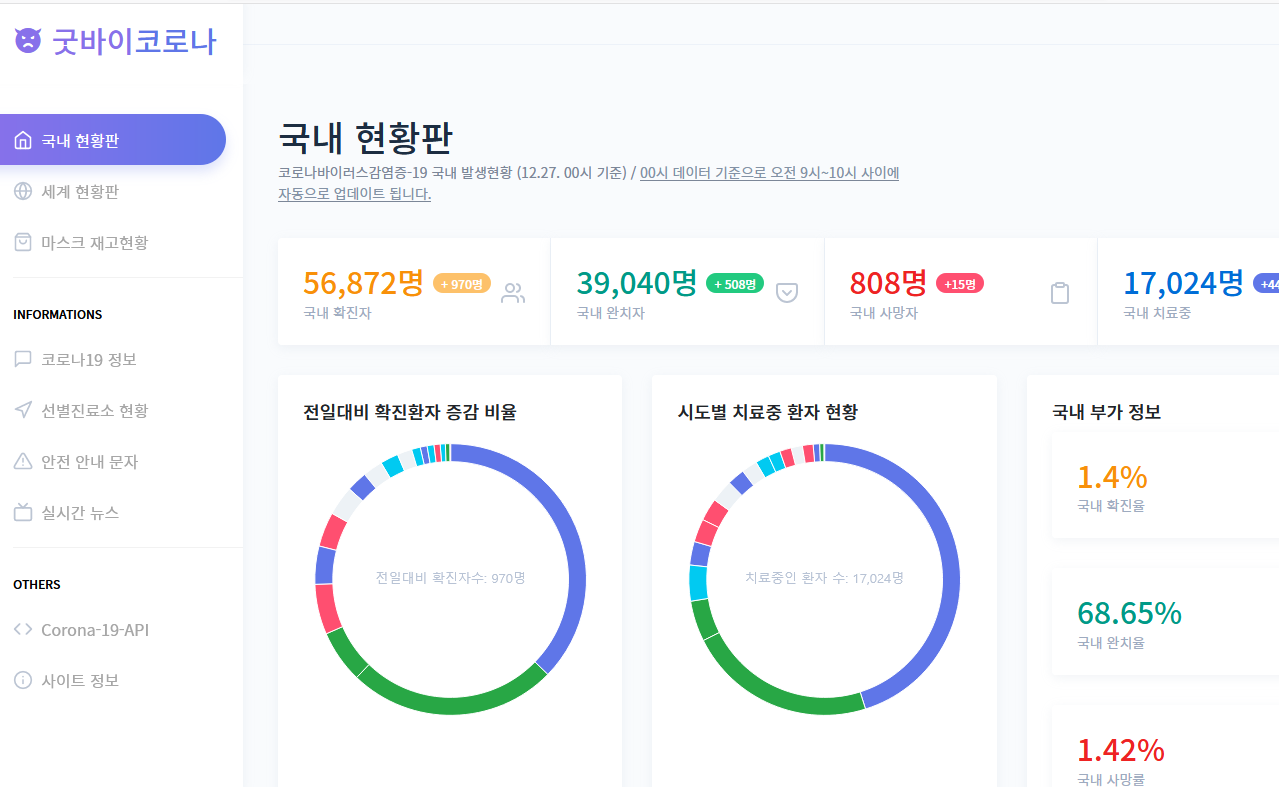 굿바이코로나
국내 현황판
세계 현황판
마스크 재고현황
INFORMATIONS
코로나19 정보
선별진료소 현황
안전 안내 문자
실시간 뉴스
OTHERS
Corona-19-API
사이트 정보
국내 현황판
코로나바이러스감염증-19 국내 발생현황 (12.27. 00시 기준) / 00시 데이터 기준으로 오전 9시~10시 사이에
자동으로 업데이트 됩니다.
56,872명 + 970명
국내 확진자
39,040명 + 508명
국내 완치자
808명 +15명
국내 사망자
17,024명 +44
국내 치료중
전일대비 확진환자 증감 비율
전일대비 확진자수: 970명
시도별 치료중 환자 현황
치료중인 환자 수: 17,024명
국내 부가 정보
1.4%
국내 확진율
68.65%
국내 완치율
1.42%
국내 사망률